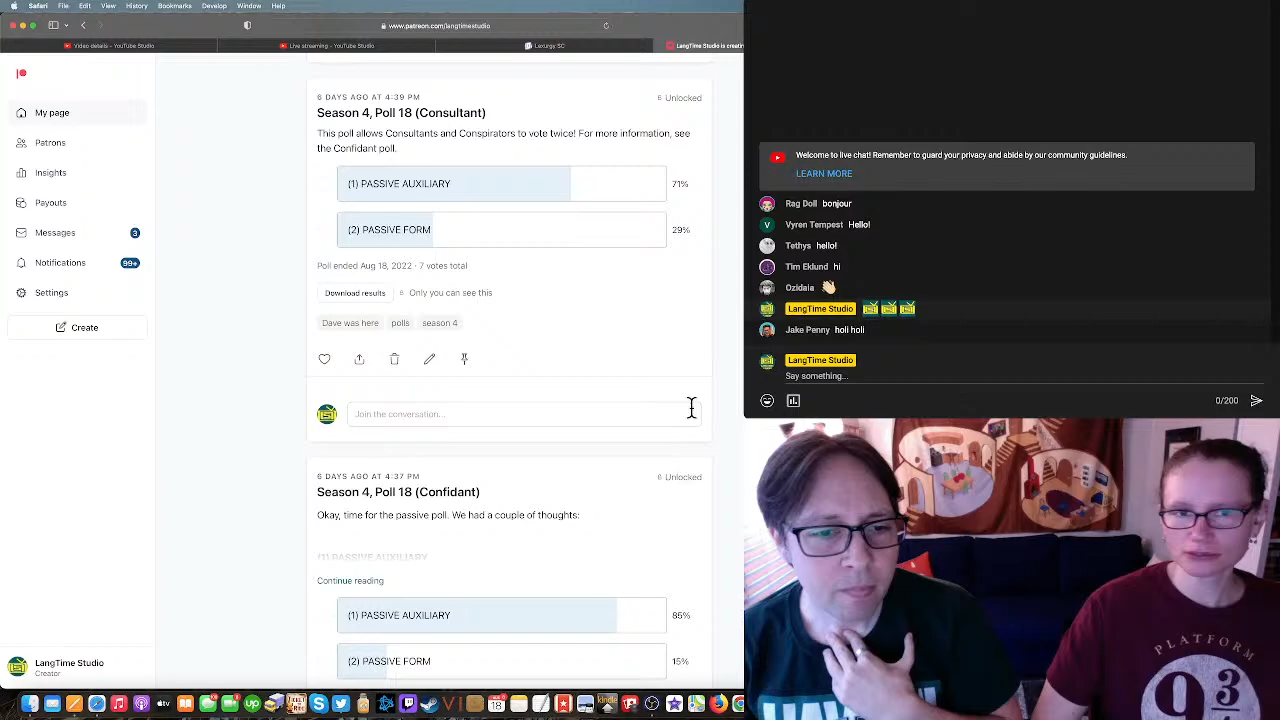 Safari File Edit View History Bookmarks Develop Window Help
www.patreon.com/langtimestudio
Video details - YouTube Studio
Live streaming - YouTube Studio
Lexurgy SC
LangTime Studio is creatin
My page
Patrons
Insights
Payouts
Messages 3
Notifications 99+
Settings
Create
LangTime Studio
Creator
6 DAYS AGO AT 4:39 PM
6 Unlocked
Season 4, Poll 18 (Consultant)
This poll allows Consultants and Conspirators to vote twice! For more information, see
the Confidant poll.
(1) PASSIVE AUXILIARY 71%
(2) PASSIVE FORM 29%
Poll ended Aug 18, 2022 · 7 votes total
Download results Only you can see this
Dave was here polls season 4
Join the conversation...
6 DAYS AGO AT 4:37 PM
6 Unlocked
Season 4, Poll 18 (Confidant)
Okay, time for the passive poll. We had a couple of thoughts:
(1) PASSIVE AUXILIARY
Continue reading
(1) PASSIVE AUXILIARY 85%
(2) PASSIVE FORM 15%
Welcome to live chat! Remember to guard your privacy and abide by our community guidelines.
LEARN MORE
Rag Doll bonjour
Vyren Tempest Hello!
Tethys hello!
Tim Eklund hi
Ozidala 👋🏻
LangTime Studio
Jake Penny holi holi
LangTime Studio
Say something...
0/200
PLATFORM
9 3